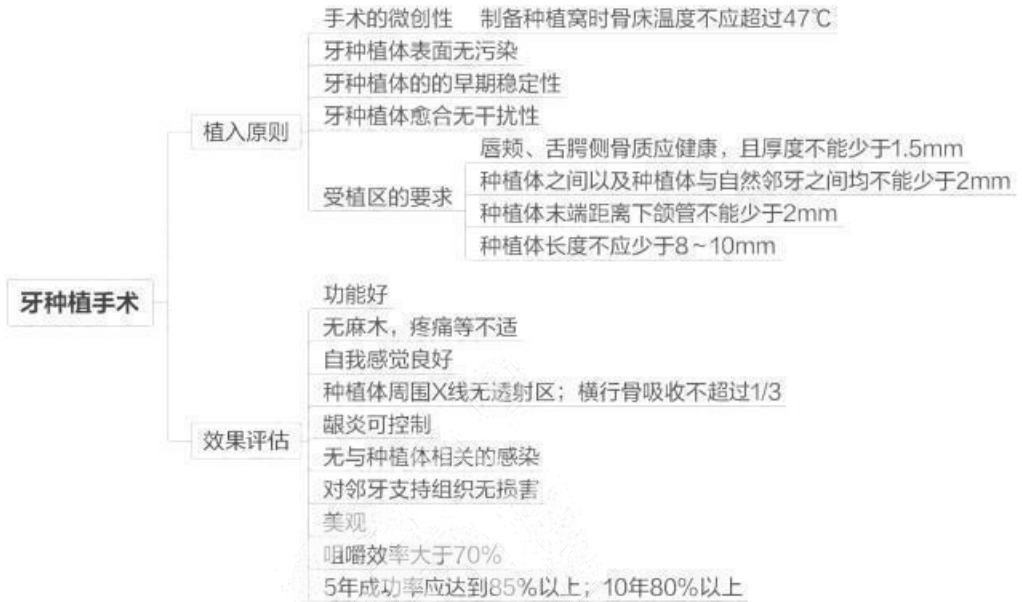 牙种植手术
植入原则
手术的微创性 制备种植窝时骨床温度不应超过47℃
牙种植体表面无污染
牙种植体的的早期稳定性
牙种植体愈合无干扰性
受植区的要求
唇颊、舌腭侧骨质应健康，且厚度不能少于1.5mm
种植体之间以及种植体与自然邻牙之间均不能少于2mm
种植体末端距离下颌管不能少于2mm
种植体长度不应少于8~10mm
效果评估
功能好
无麻木，疼痛等不适
自我感觉良好
种植体周围X线无透射区；横行骨吸收不超过1/3
龈炎可控制
无与种植体相关的感染
对邻牙支持组织无损害
美观
咀嚼效率大于70%
5年成功率应达到85%以上；10年80%以上